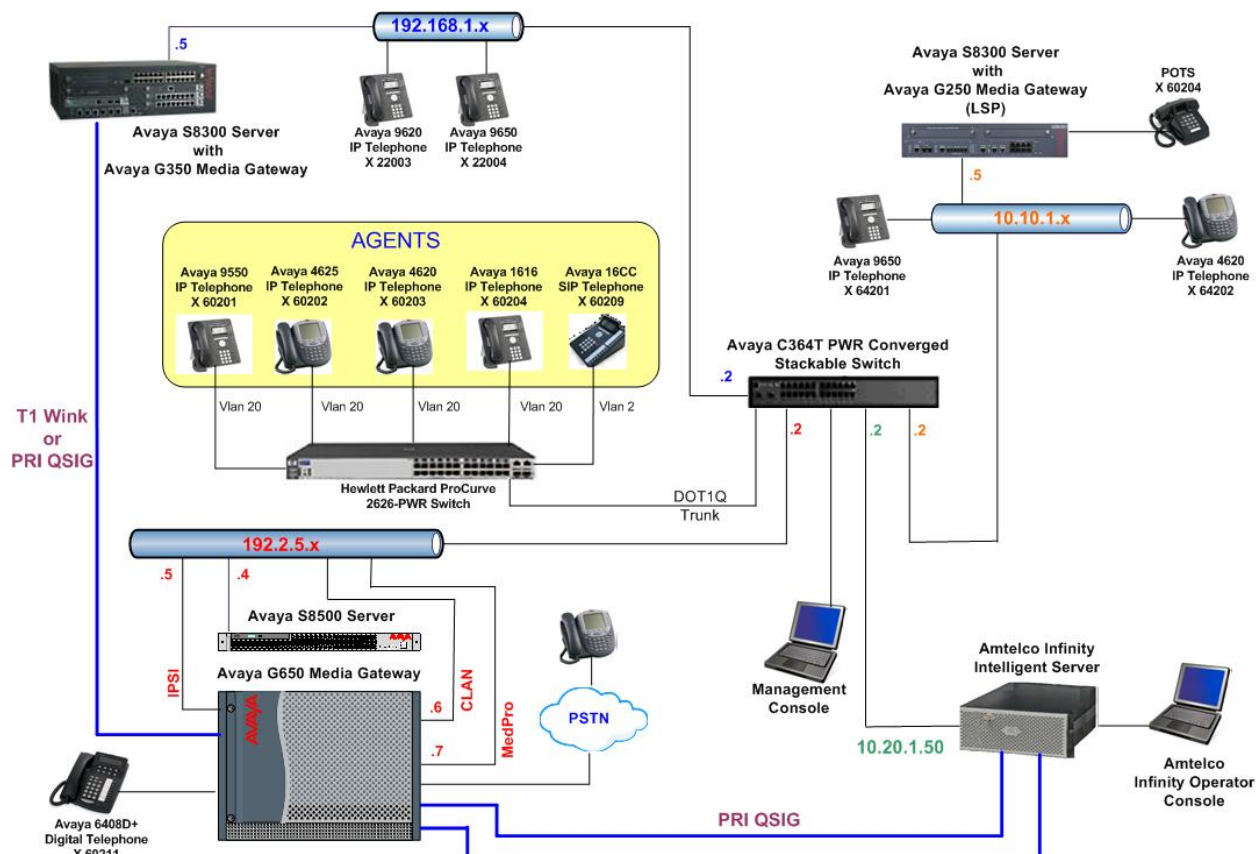 192.168.1.x
.5
Avaya S8300 Server
with
Avaya G350 Media Gateway
Avaya 9620
IP Telephone
X 22003
Avaya 9650
IP Telephone
X 22004
Avaya S8300 Server
with
Avaya G250 Media Gateway
(LSP)
POTS
X 60204
.5
10.10.1.x
Avaya 9650
IP Telephone
X 64201
Avaya 4620
IP Telephone
X 64202
AGENTS
Avaya 9550
IP Telephone
X 60201
Avaya 4625
IP Telephone
X 60202
Avaya 4620
IP Telephone
X 60203
Avaya 1616
IP Telephone
X 60204
Avaya 16CC
SIP Telephone
X 60209
Vlan 20
Vlan 20
Vlan 20
Vlan 20
Vlan 2
Avaya C364T PWR Converged
Stackable Switch
.2
.2
.2
.2
T1 Wink
or
PRI QSIG
Hewlett Packard ProCurve
2626-PWR Switch
DOT1Q
Trunk
192.2.5.x
.5
.4
Avaya S8500 Server
AVAYA
Avaya G650 Media Gateway
AVAYA
IPSI
CLAN
MedPro
.6
.7
PSTN
Management
Console
Amtelco Infinity
Intelligent Server
10.20.1.50
Amtelco
Infinity Operator
Console
PRI QSIG
Avaya 6408D+
Digital Telephone
X 60211